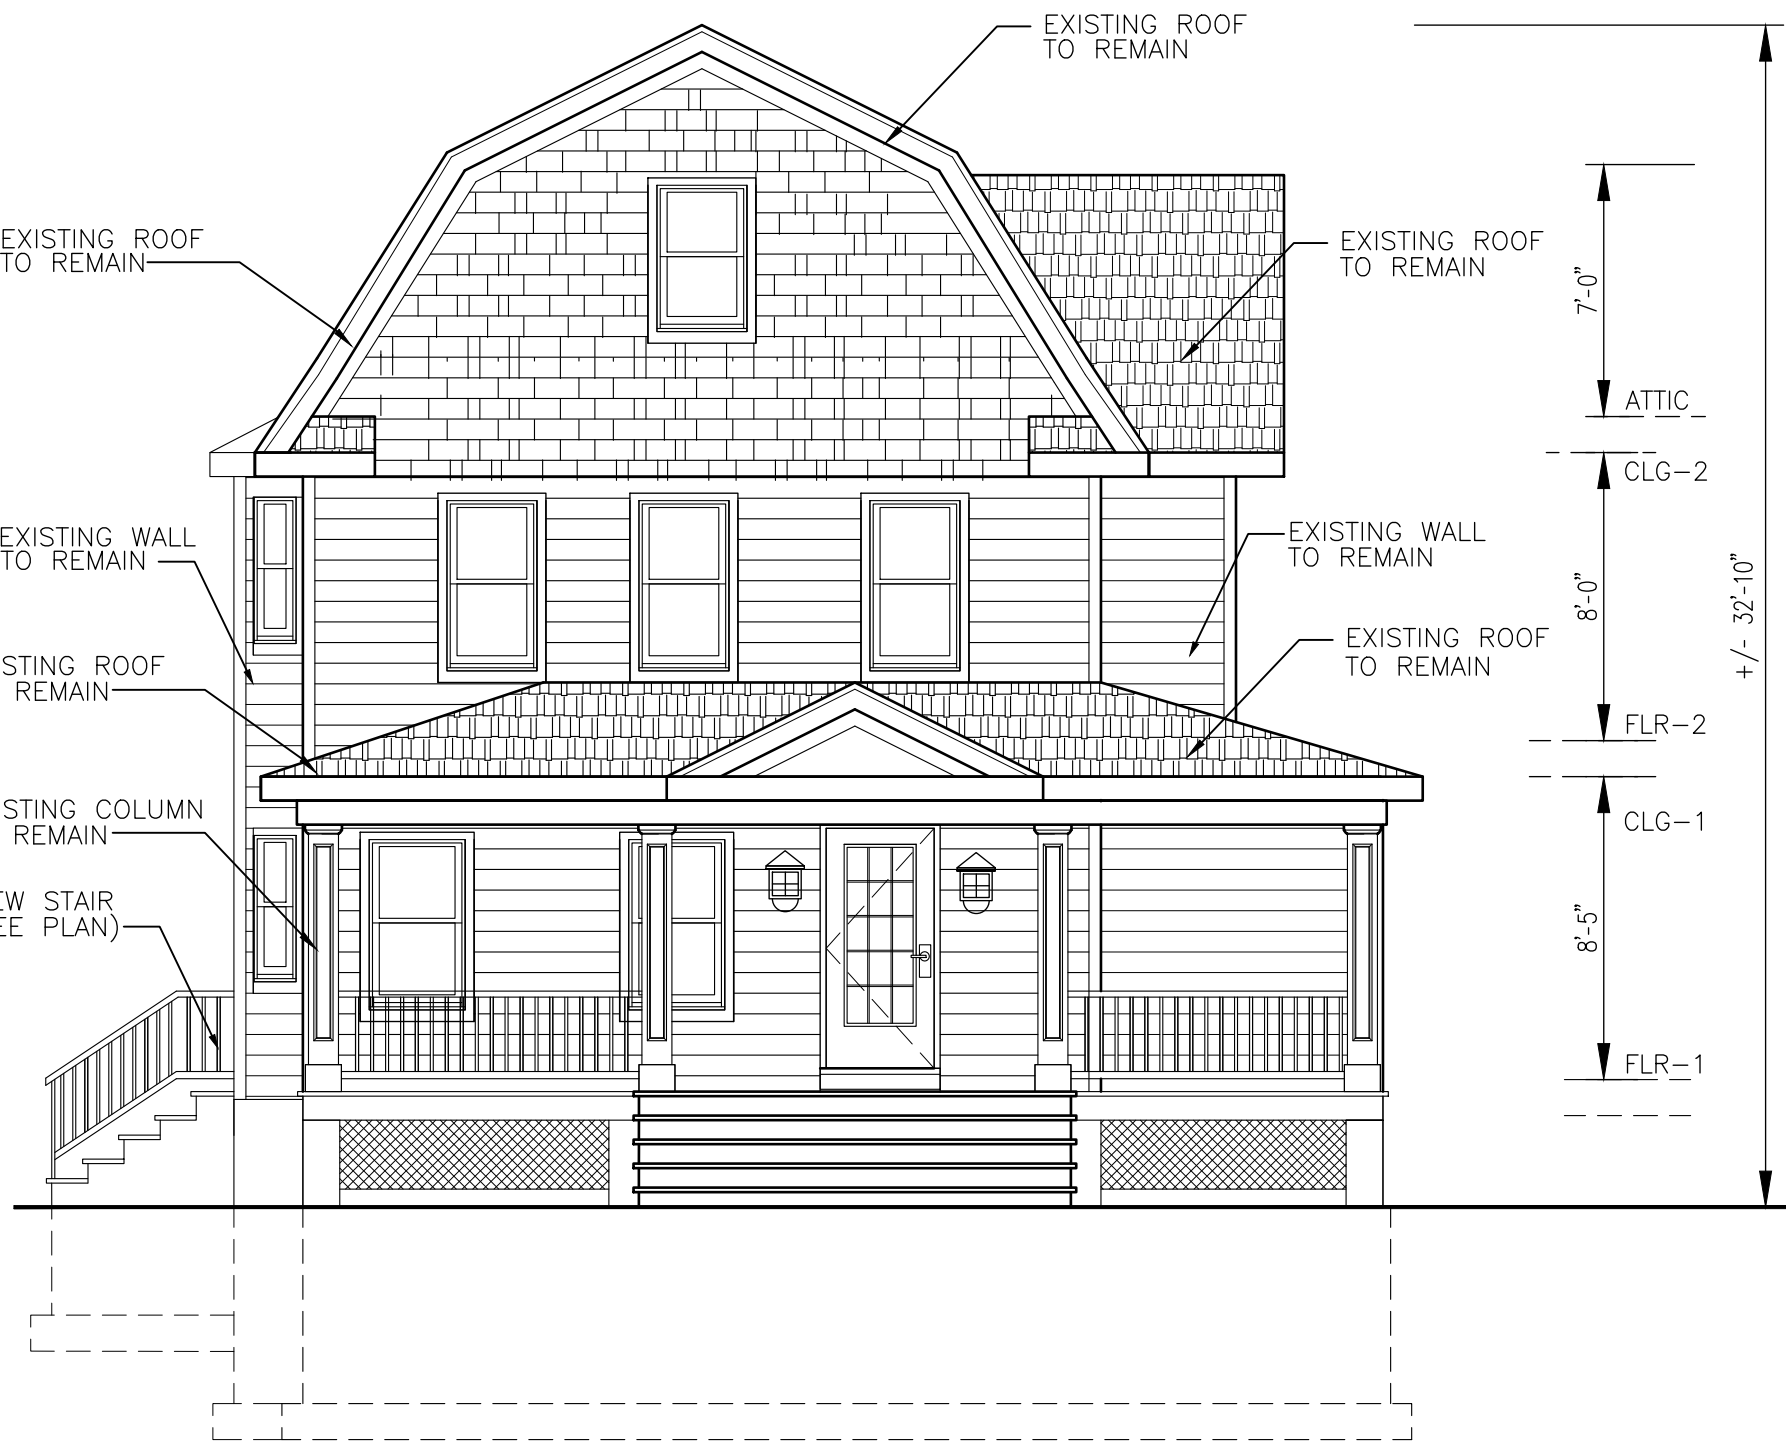 EXISTING ROOF
TO REMAIN
EXISTING ROOF
TO REMAIN
EXISTING ROOF
TO REMAIN
7'-0"
ATTIC
CLG-2
EXISTING WALL
TO REMAIN
EXISTING WALL
TO REMAIN
8'-0"
+/- 32'-10"
STING ROOF
REMAIN
EXISTING ROOF
TO REMAIN
FLR-2
STING COLUMN
REMAIN
CLG-1
EW STAIR
EE PLAN)
8'-5"
FLR-1